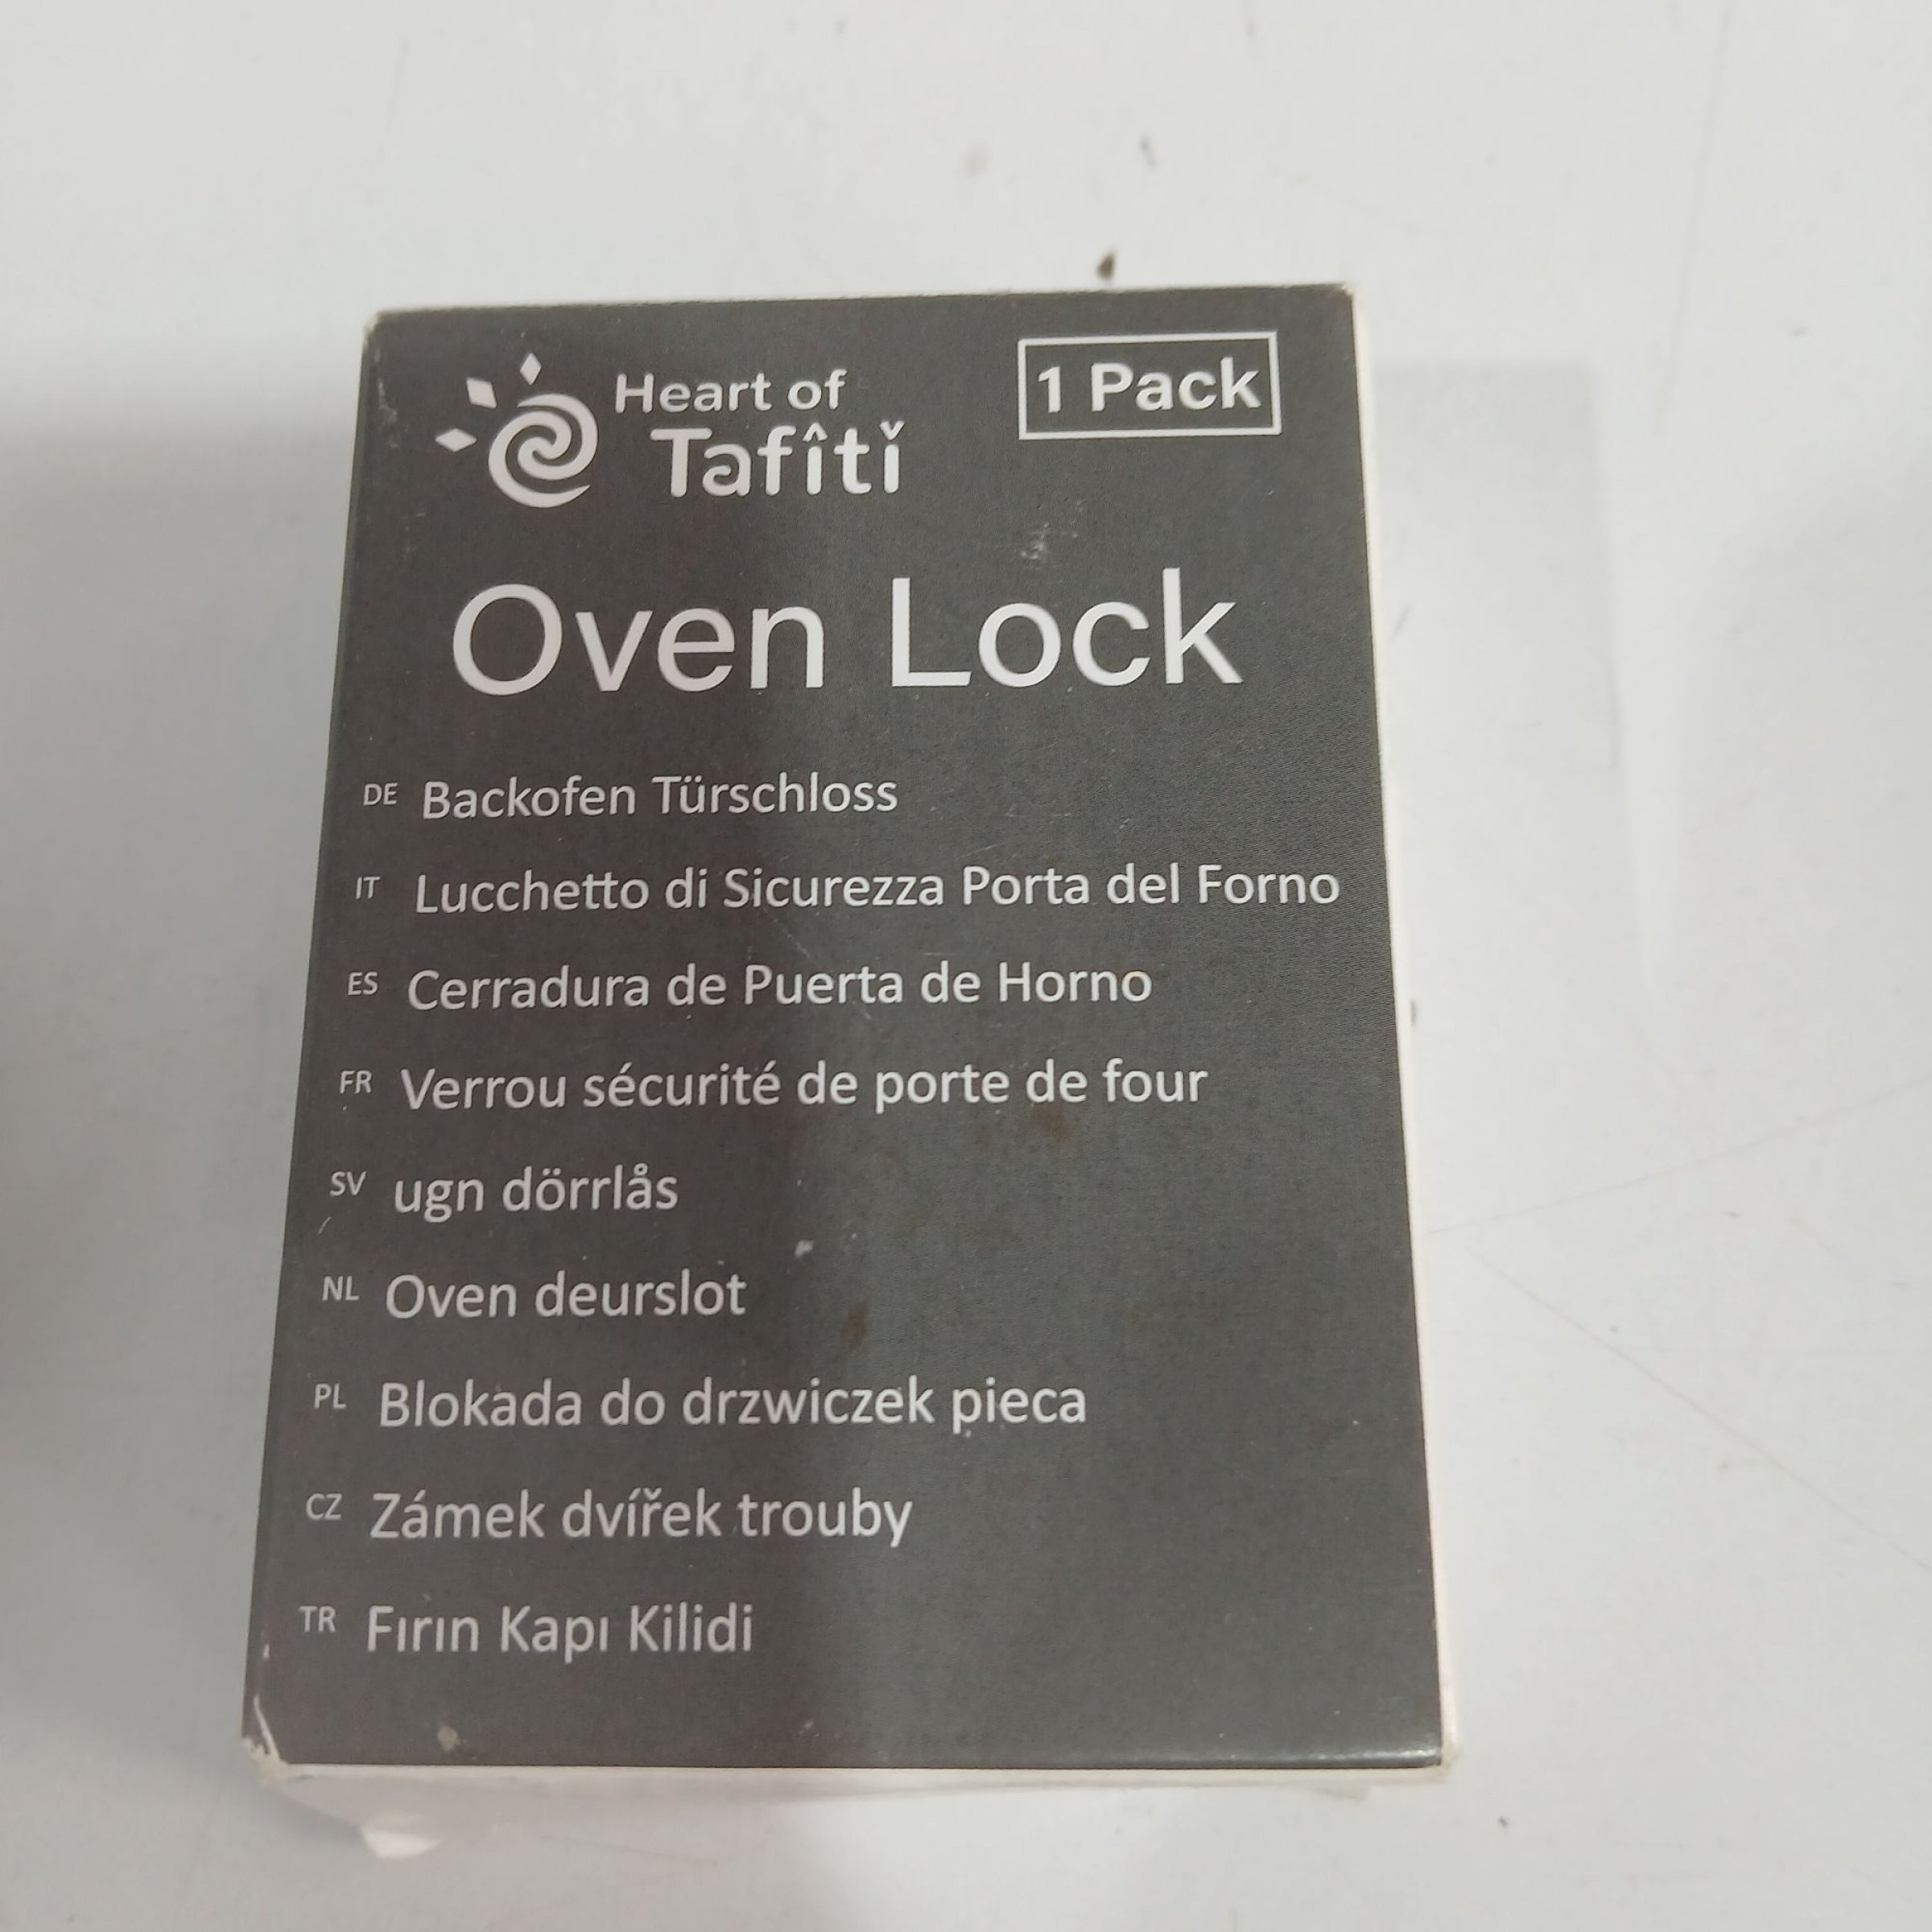 Heart of
Tafîtǐ
1 Pack
Oven Lock
DE Backofen Türschloss
IT Lucchetto di Sicurezza Porta del Forno
ES Cerradura de Puerta de Horno
FR Verrou sécurité de porte de four
SV ugn dörrlås
NL Oven deurslot
PL Blokada do drzwiczek pieca
CZ Zámek dvířek trouby
TR Fırın Kapı Kilidi